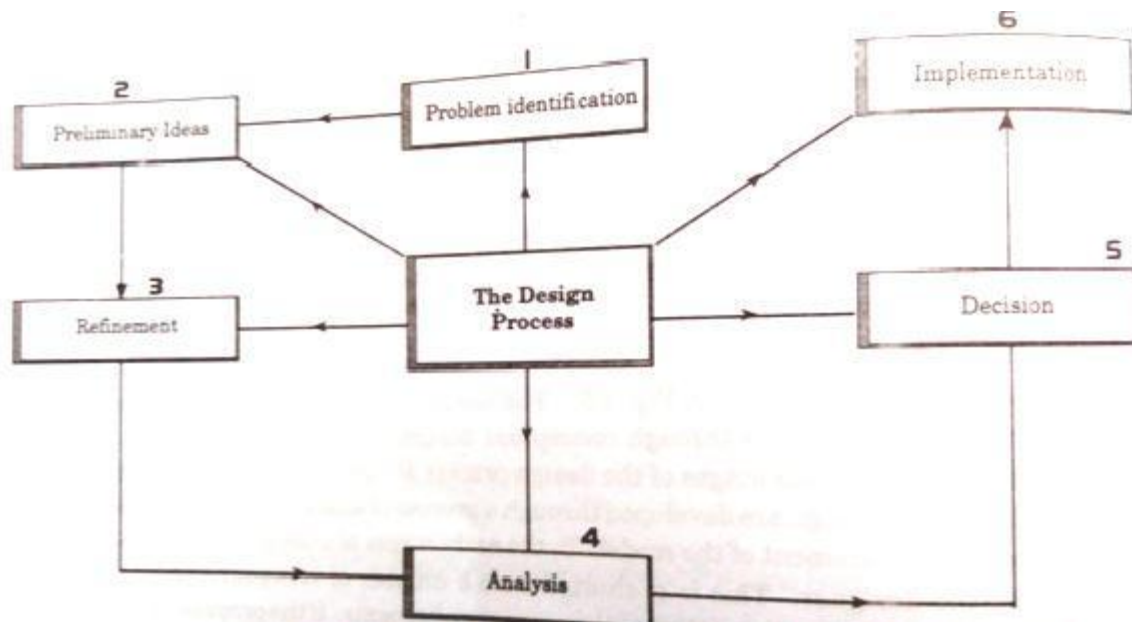 1
Problem identification
2
Preliminary Ideas
3
Refinement
The Design
Process
4
Analysis
5
Decision
6
Implementation